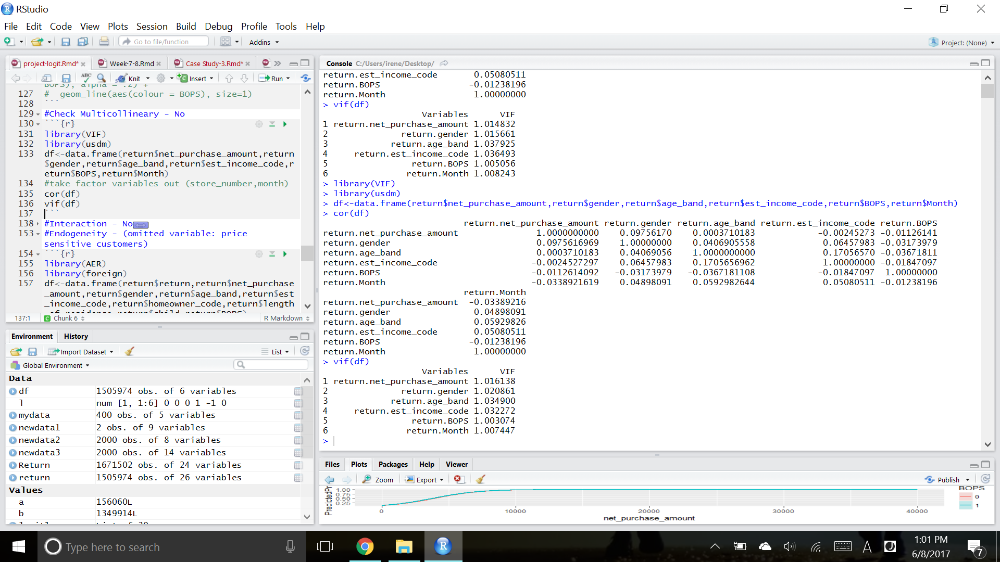 RStudio
File Edit Code View Plots Session Build Debug Profile Tools Help
Go to file/function Addins Project: (None)
project-logit.Rmd* Week-7-8.Rmd Case Study-3.Rmd*
ABC Knit Insert Run
127 # geom_line(aes(colour = BOPS), size=1)
128 ```
129 #Check Multicollineary - No
130 ```{r}
131 library(VIF)
132 library(usdm)
133 df<-data.frame(return$net_purchase_amount,return
$gender,return$age_band,return$est_income_code,r
eturn$BOPS,return$Month)
134 #take factor variables out (store_number,month)
135 cor(df)
136 vif(df)
137 ```
138 #Interaction - No
153 #Endogeneity - (omitted variable: price
sensitive customers)
154 ```{r}
155 library(AER)
156 library(foreign)
157 df<-data.frame(return$return,return$net_purchase
_amount,return$gender,return$age_band,return$est
_income_code,return$homeowner_code,return$length
137:1 Chunk 6 R Markdown
Environment History
Import Dataset List
Global Environment
Data
df 1505974 obs. of 6 variables
l num [1, 1:6] 0 0 0 1 -1 0
mydata 400 obs. of 5 variables
newdata1 2 obs. of 9 variables
newdata2 2000 obs. of 8 variables
newdata3 2000 obs. of 14 variables
Return 1671502 obs. of 24 variables
return 1505974 obs. of 26 variables
Values
a 156060L
b 1349914L
Console C:/Users/irene/Desktop/
return.est_income_code 0.05080511
return.BOPS -0.01238196
return.Month 1.00000000
> vif(df)
Variables VIF
1 return.net_purchase_amount 1.014832
2 return.gender 1.015661
3 return.age_band 1.037925
4 return.est_income_code 1.036493
5 return.BOPS 1.005056
6 return.Month 1.008243
> library(VIF)
> library(usdm)
> df<-data.frame(return$net_purchase_amount,return$gender,return$age_band,return$est_income_code,return$BOPS,return$Month)
> cor(df)
return.net_purchase_amount return.gender return.age_band return.est_income_code return.BOPS
return.net_purchase_amount 1.0000000000 0.09756170 0.0003710183 -0.00245273 -0.01126141
return.gender 0.0975616969 1.00000000 0.0406905558 0.06457983 -0.03173979
return.age_band 0.0003710183 0.04069056 1.0000000000 0.17056570 -0.03671811
return.est_income_code -0.0024527297 0.06457983 0.1705656962 1.00000000 -0.01847097
return.BOPS -0.0112614092 -0.03173979 -0.0367181108 -0.01847097 1.00000000
return.Month -0.0338921619 0.04898091 0.0592982644 0.05080511 -0.01238196
return.Month
return.net_purchase_amount -0.03389216
return.gender 0.04898091
return.age_band 0.05929826
return.est_income_code 0.05080511
return.BOPS -0.01238196
return.Month 1.00000000
> vif(df)
Variables VIF
1 return.net_purchase_amount 1.016138
2 return.gender 1.020861
3 return.age_band 1.034900
4 return.est_income_code 1.032272
5 return.BOPS 1.003074
6 return.Month 1.007447
>
Files Plots Packages Help Viewer
Zoom Export Publish
PredictedPr
1.00
0.75
0.50
0.25
0 10000 20000 30000 40000
net_purchase_amount
BOPS
0
1
Type here to search
1:01 PM
6/8/2017
7